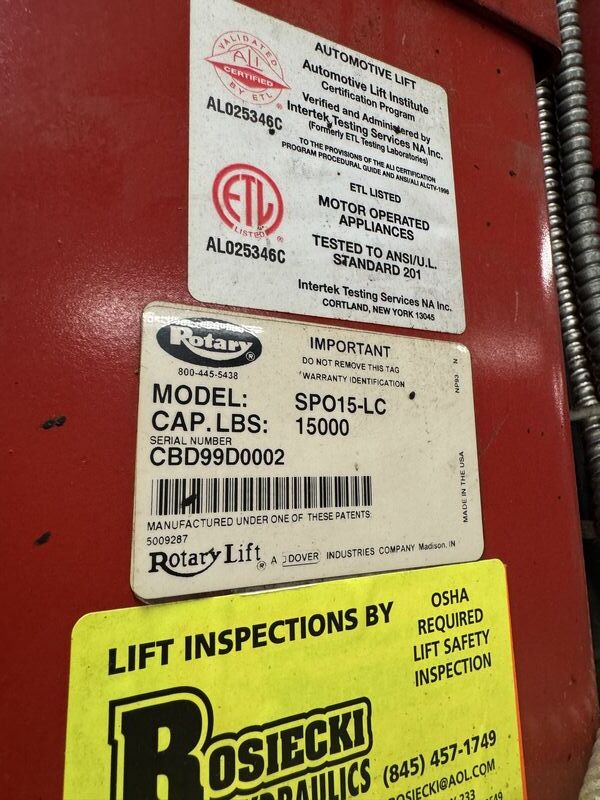 VALIDATED
ALI
CERTIFIED
BY ETL
®
AL025346C
AUTOMOTIVE LIFT
Automotive Lift Institute
Certification Program
Verified and Administered by
Intertek Testing Services NA Inc.
(Formerly ETL Testing Laboratories)
TO THE PROVISIONS OF THE ALI CERTIFICATION
PROGRAM PROCEDURAL GUIDE AND ANSI/ALI ALCTV-1998
ETL
LISTED
®
AL025346C
ETL LISTED
MOTOR OPERATED
APPLIANCES
TESTED TO ANSI/U.L.
STANDARD 201
Intertek Testing Services NA Inc.
CORTLAND, NEW YORK 13045
Rotary®
800-445-5438
IMPORTANT
DO NOT REMOVE THIS TAG
WARRANTY IDENTIFICATION
NP93 N
MODEL: SPO15-LC
CAP.LBS: 15000
SERIAL NUMBER
CBD99D0002
MANUFACTURED UNDER ONE OF THESE PATENTS:
5009287
Rotary Lift® A DOVER INDUSTRIES COMPANY Madison, IN
MADE IN THE USA
LIFT INSPECTIONS BY
OSHA
REQUIRED
LIFT SAFETY
INSPECTION
ROSIECKI
(845) 457-1749